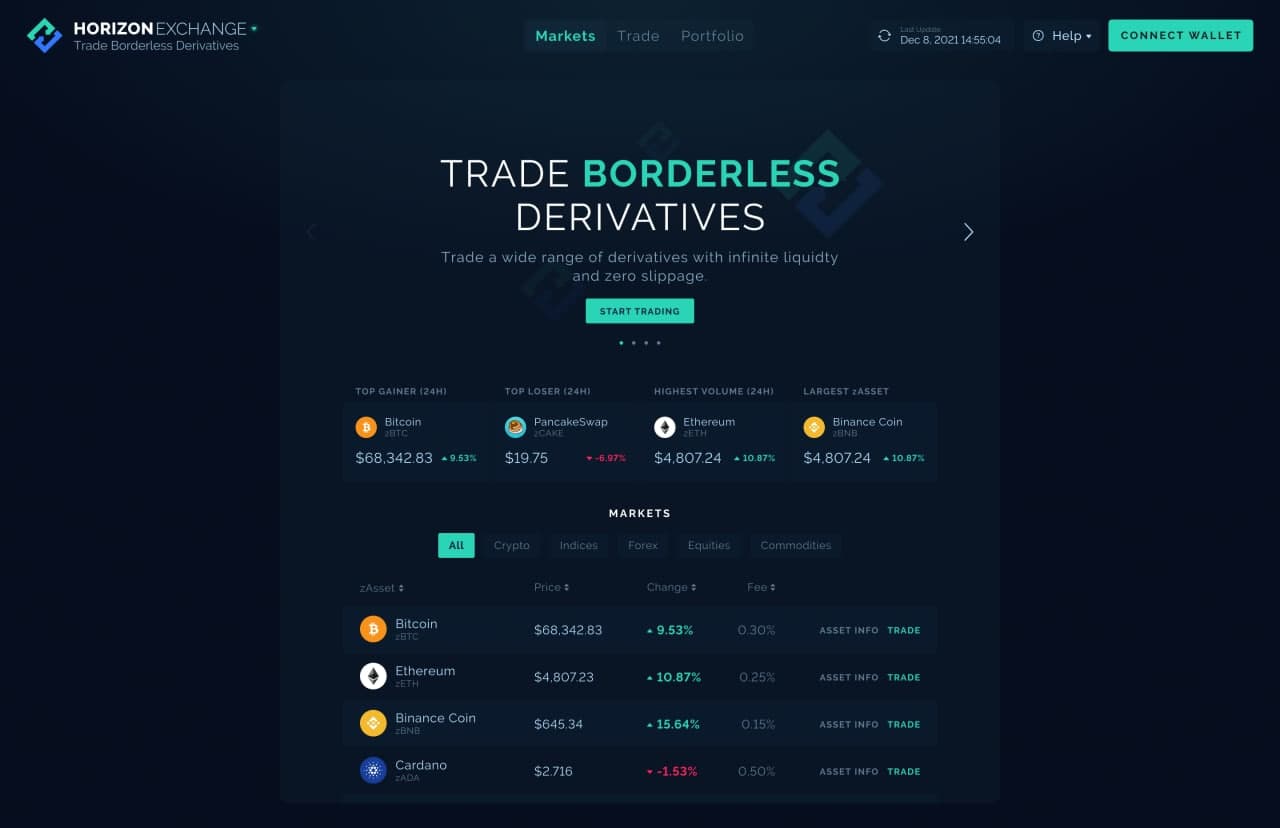 HORIZON EXCHANGE
Trade Borderless Derivatives
Markets Trade Portfolio
Last Update
Dec 8, 2021 14:55:04
Help
CONNECT WALLET
TRADE BORDERLESS
DERIVATIVES
Trade a wide range of derivatives with infinite liquidty
and zero slippage.
START TRADING
TOP GAINER (24H) TOP LOSER (24H) HIGHEST VOLUME (24H) LARGEST zASSET
Bitcoin PancakeSwap Ethereum Binance Coin
zBTC zCAKE zETH zBNB
$68,342.83 9.53% $19.75 -6.97% $4,807.24 10.87% $4,807.24 10.87%
MARKETS
All Crypto Indices Forex Equities Commodities
zAsset Price Change Fee
Bitcoin
zBTC
$68,342.83 9.53% 0.30% ASSET INFO TRADE
Ethereum
zETH
$4,807.23 10.87% 0.25% ASSET INFO TRADE
Binance Coin
zBNB
$645.34 15.64% 0.15% ASSET INFO TRADE
Cardano
zADA
$2.716 -1.53% 0.50% ASSET INFO TRADE